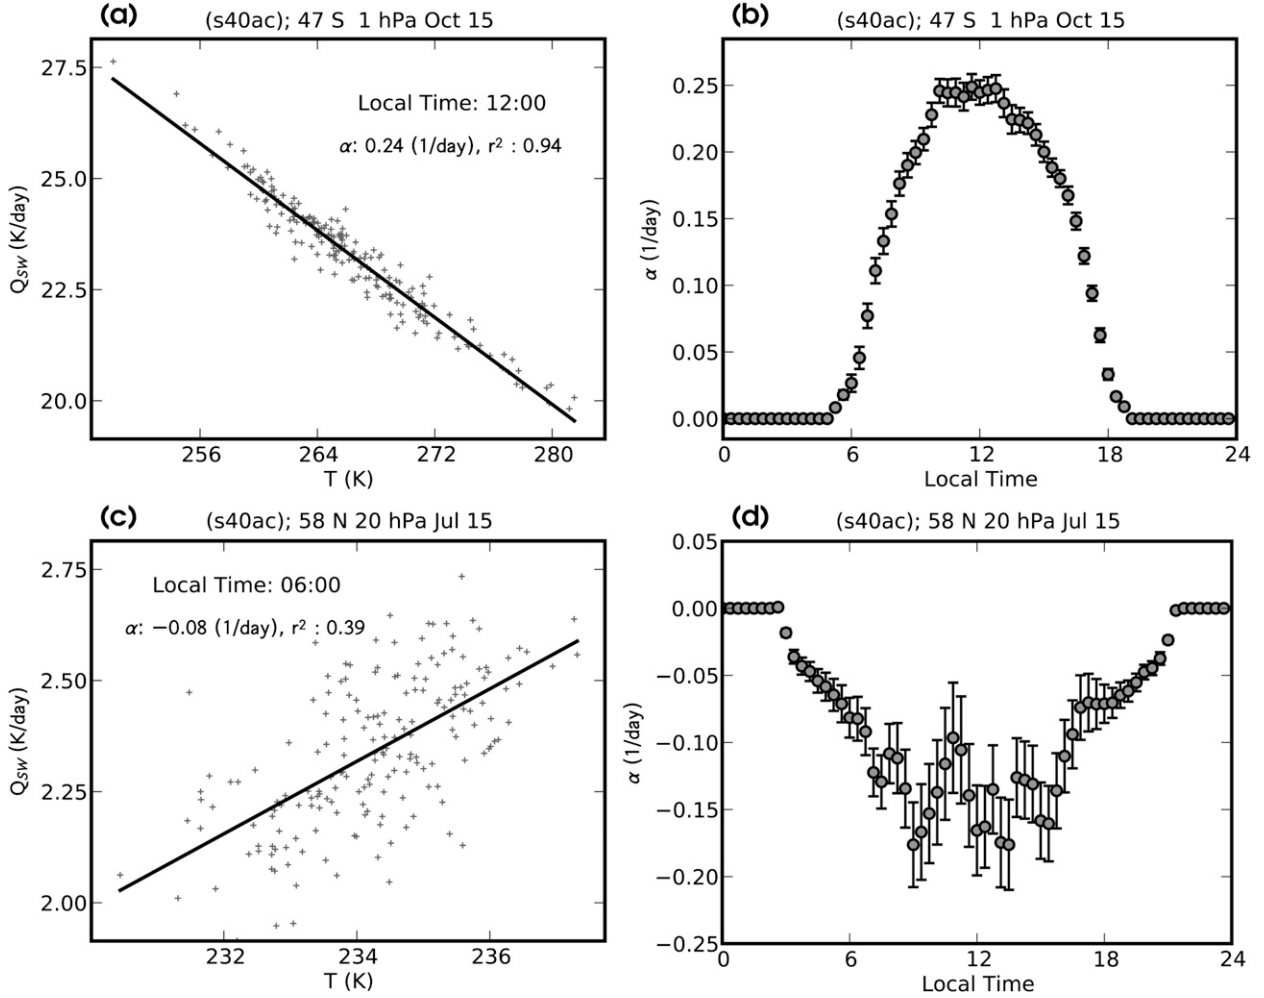 (a) (s40ac); 47 S 1 hPa Oct 15
Local Time: 12:00
α: 0.24 (1/day), r² : 0.94
27.5
25.0
22.5
20.0
Q_SW (K/day)
256 264 272 280
T (K)
(b) (s40ac); 47 S 1 hPa Oct 15
0.25
0.20
0.15
0.10
0.05
0.00
α (1/day)
0 6 12 18 24
Local Time
(c) (s40ac); 58 N 20 hPa Jul 15
Local Time: 06:00
α: −0.08 (1/day), r² : 0.39
2.75
2.50
2.25
2.00
Q_SW (K/day)
232 234 236
T (K)
(d) (s40ac); 58 N 20 hPa Jul 15
0.05
0.00
−0.05
−0.10
−0.15
−0.20
−0.25
α (1/day)
0 6 12 18 24
Local Time